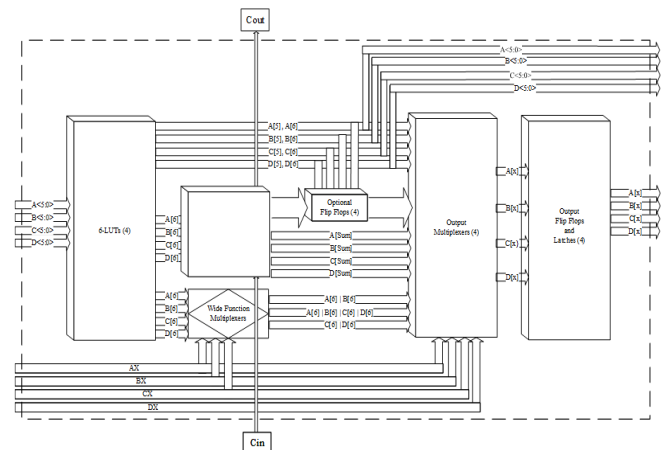 Cout
A<5:0>
B<5:0>
C<5:0>
D<5:0>
A[5], A[6]
B[5], B[6]
C[5], C[6]
D[5], D[6]
A<5:0>
B<5:0>
C<5:0>
D<5:0>
6-LUTs (4)
A[6]
B[6]
C[6]
D[6]
Optional
Flip Flops (4)
A[Sum]
B[Sum]
C[Sum]
D[Sum]
A[6]
B[6]
C[6]
D[6]
Wide Function
Multiplexers
A[6] | B[6]
A[6] | B[6] | C[6] | D[6]
C[6] | D[6]
Output
Multiplexers (4)
A[x]
B[x]
C[x]
D[x]
Output
Flip Flops
and
Latches (4)
A[x]
B[x]
C[x]
D[x]
AX
BX
CX
DX
Cin